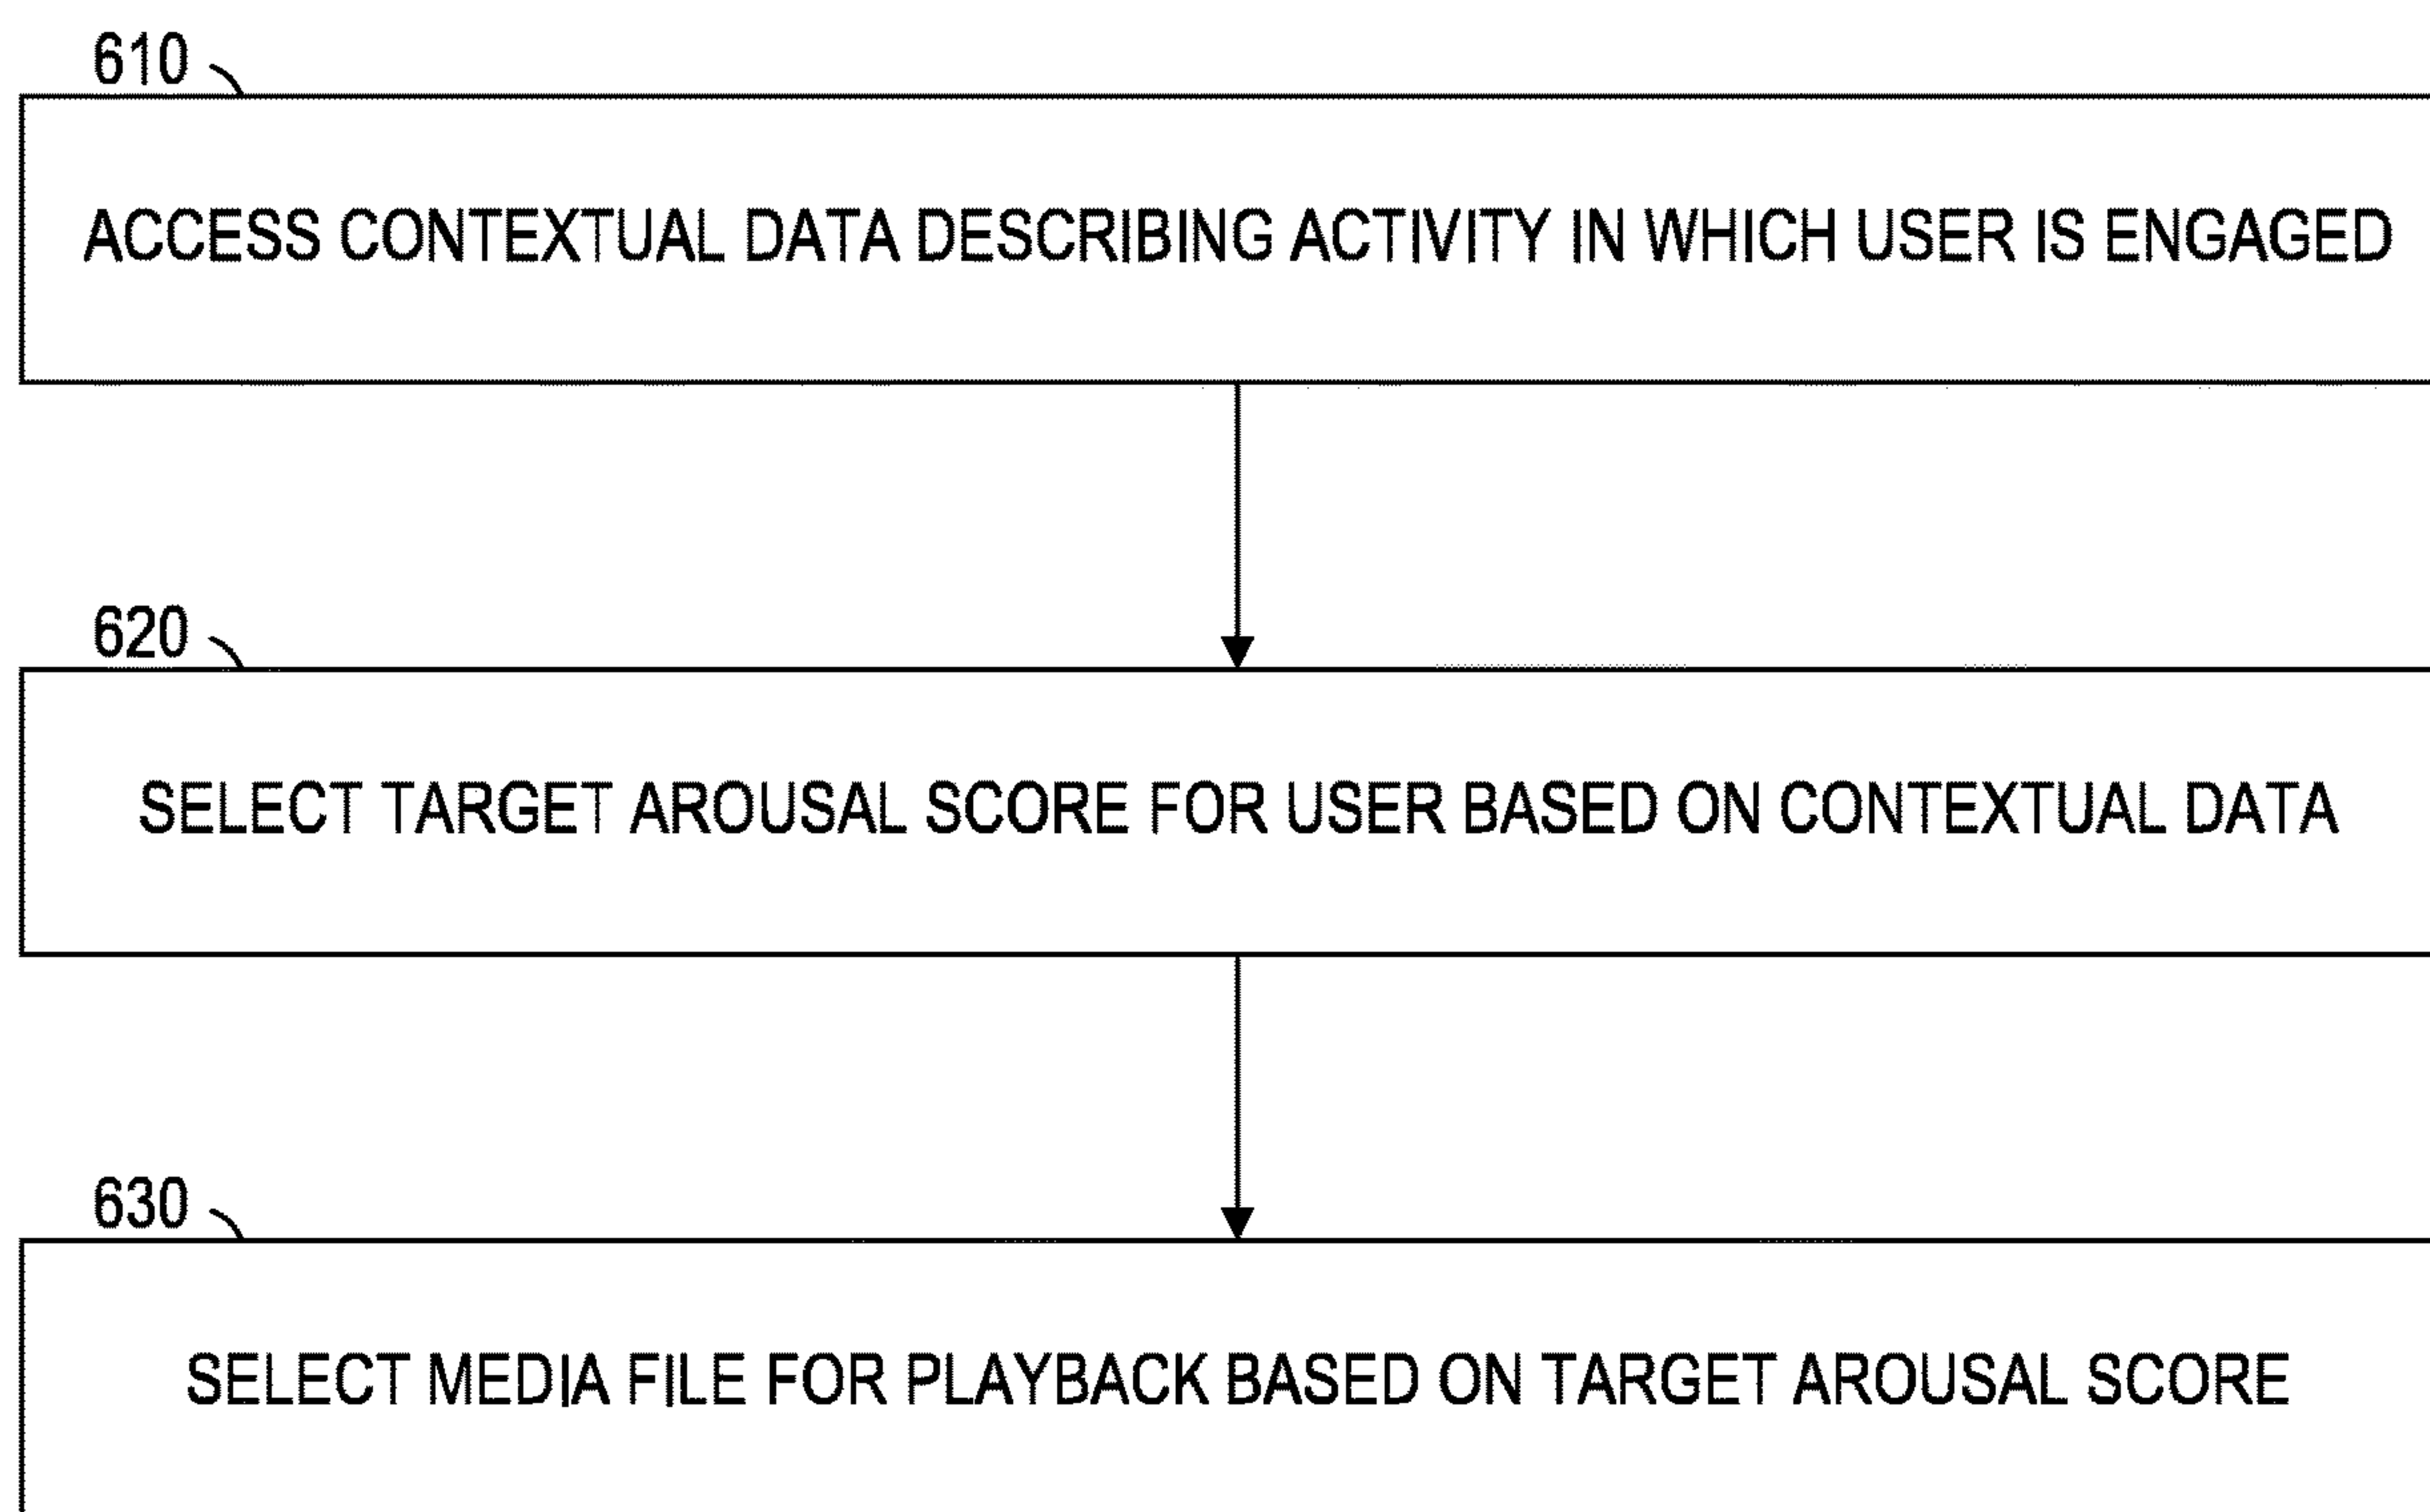 610
ACCESS CONTEXTUAL DATA DESCRIBING ACTIVITY IN WHICH USER IS ENGAGED
620
SELECT TARGET AROUSAL SCORE FOR USER BASED ON CONTEXTUAL DATA
630
SELECT MEDIA FILE FOR PLAYBACK BASED ON TARGET AROUSAL SCORE